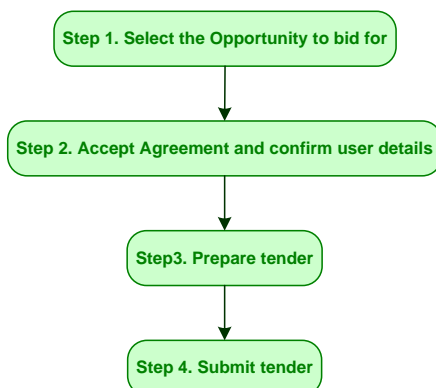 Step 1. Select the Opportunity to bid for
Step 2. Accept Agreement and confirm user details
Step3. Prepare tender
Step 4. Submit tender